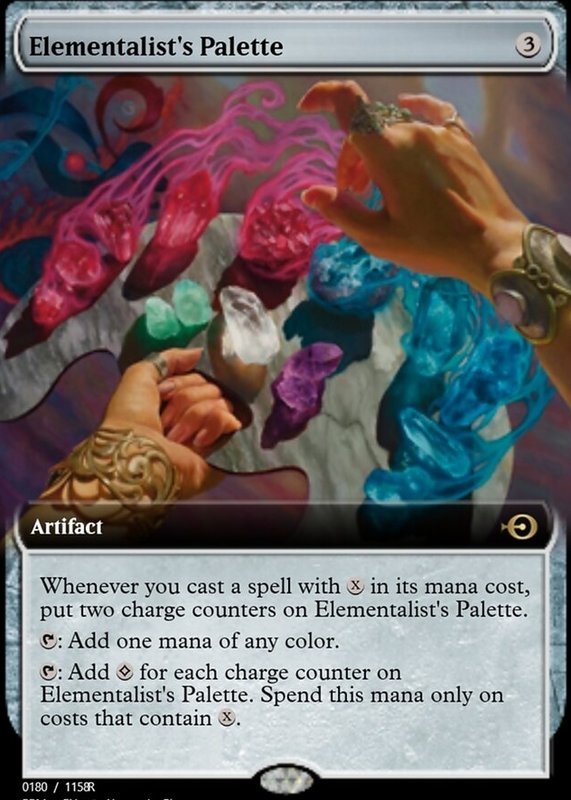 Elementalist's Palette 3
Artifact
Whenever you cast a spell with X in its mana cost,
put two charge counters on Elementalist's Palette.
: Add one mana of any color.
: Add for each charge counter on
Elementalist's Palette. Spend this mana only on
costs that contain X.
0180 / 1158R